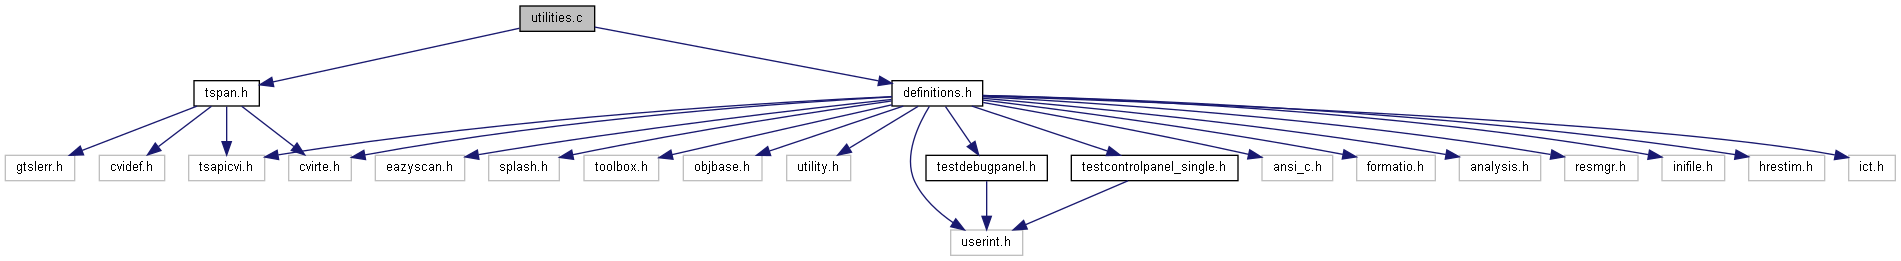 utilities.c
tspan.h
definitions.h
gtslerr.h
cvidef.h
tsapicvi.h
cvirte.h
eazyscan.h
splash.h
toolbox.h
objbase.h
utility.h
testdebugpanel.h
testcontrolpanel_single.h
ansi_c.h
formatio.h
analysis.h
resmgr.h
inifile.h
hrestim.h
ict.h
userint.h